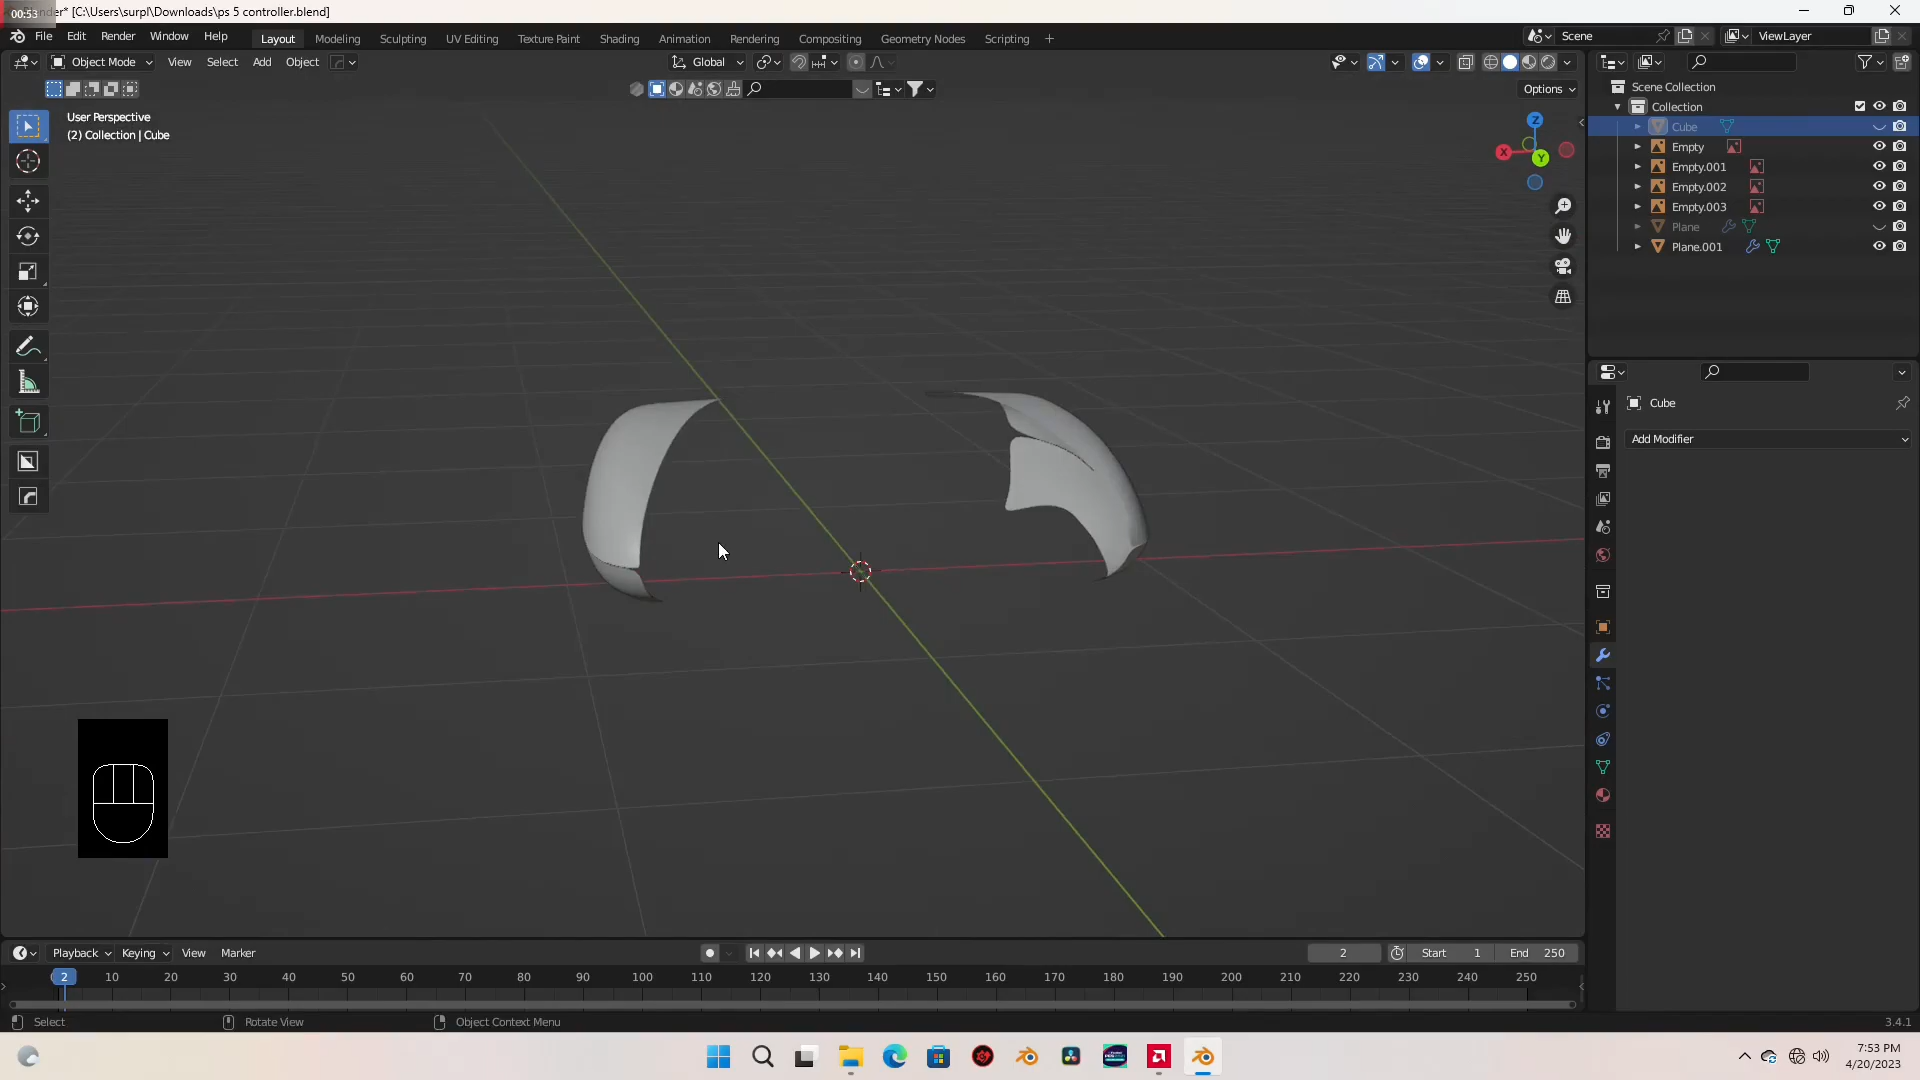 00:53
der* [C:\Users\surpl\Downloads\ps 5 controller.blend]
File Edit Render Window Help Layout Modeling Sculpting UV Editing Texture Paint Shading Animation Rendering Compositing Geometry Nodes Scripting + Scene ViewLayer
Object Mode View Select Add Object Global
Options
User Perspective
(2) Collection | Cube
Z
X
Y
Scene Collection
Collection
Cube
Empty
Empty.001
Empty.002
Empty.003
Plane
Plane.001
Cube
Add Modifier
Playback Keying View Marker 2 Start 1 End 250
2 10 20 30 40 50 60 70 80 90 100 110 120 130 140 150 160 170 180 190 200 210 220 230 240 250
Select Rotate View Object Context Menu 3.4.1
7:53 PM
4/20/2023